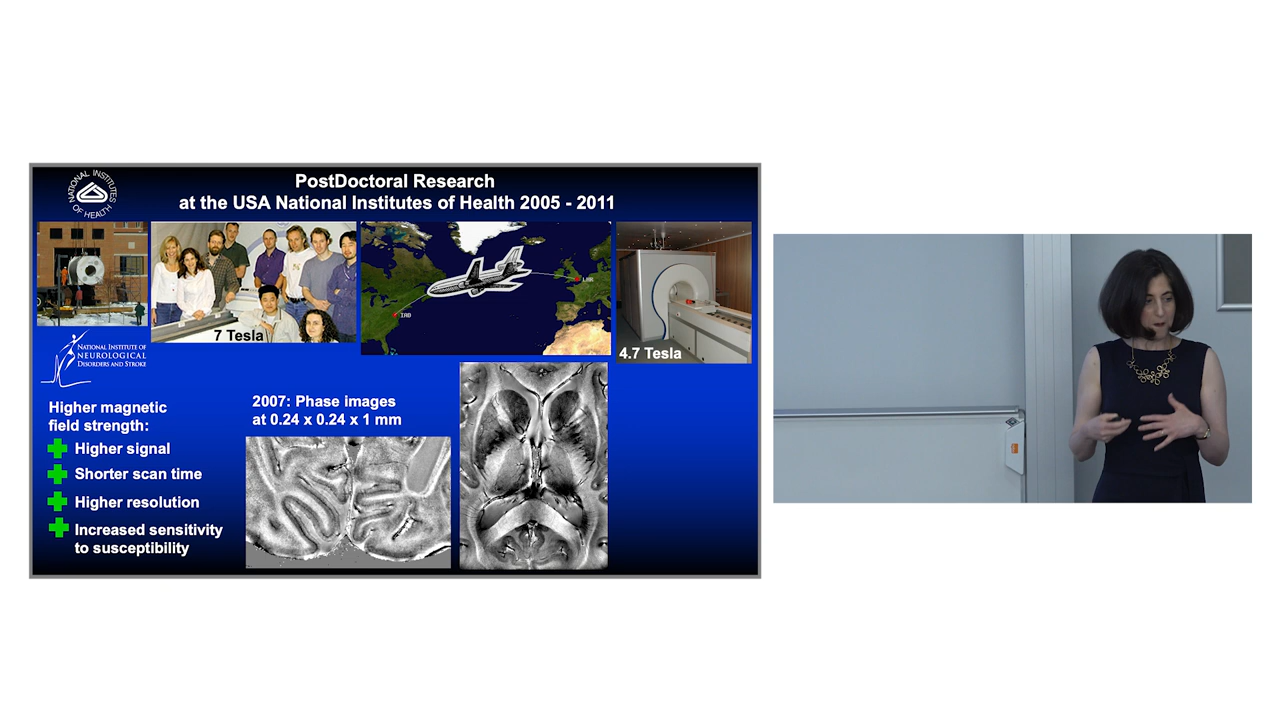 NATIONAL INSTITUTES
OF HEALTH
PostDoctoral Research
at the USA National Institutes of Health 2005 - 2011
7 Tesla
IAD
LHR
4.7 Tesla
NATIONAL INSTITUTE OF
NEUROLOGICAL
DISORDERS AND STROKE
Higher magnetic
field strength:
Higher signal
Shorter scan time
Higher resolution
Increased sensitivity
to susceptibility
2007: Phase images
at 0.24 x 0.24 x 1 mm